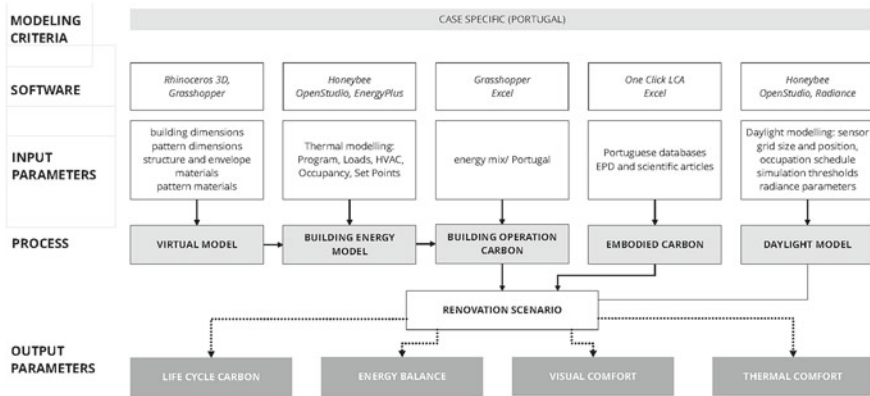 MODELING
CRITERIA
CASE SPECIFIC (PORTUGAL)
SOFTWARE
Rhinoceros 3D,
Grasshopper
Honeybee
OpenStudio, EnergyPlus
Grasshopper
Excel
One Click LCA
Excel
Honeybee
OpenStudio, Radiance
INPUT
PARAMETERS
building dimensions
pattern dimensions
structure and envelope
materials
pattern materials
Thermal modelling:
Program, Loads, HVAC,
Occupancy, Set Points
energy mix/ Portugal
Portuguese databases
EPD and scientific articles
Daylight modelling: sensor
grid size and position,
occupation schedule
simulation thresholds
radiance parameters
PROCESS
VIRTUAL MODEL
BUILDING ENERGY
MODEL
BUILDING OPERATION
CARBON
EMBODIED CARBON
DAYLIGHT MODEL
RENOVATION SCENARIO
OUTPUT
PARAMETERS
LIFE CYCLE CARBON
ENERGY BALANCE
VISUAL COMFORT
THERMAL COMFORT